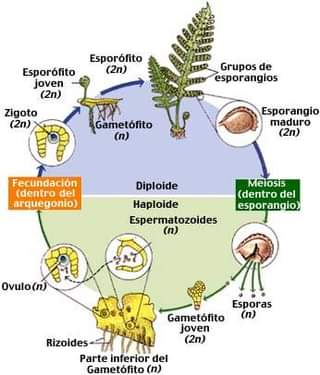 Esporófito
(2n)
Esporófito
joven
(2n)
Grupos de
esporangios
Zigoto
(2n)
Gametófito
(n)
Esporangio
maduro
(2n)
Fecundación
(dentro del
arquegonio)
Diploide
Haploide
Meiosis
(dentro del
esporangio)
Espermatozoides
(n)
Ovulo(n)
Esporas
(n)
Gametófito
joven
(2n)
Rizoides
Parte inferior del
Gametófito (n)